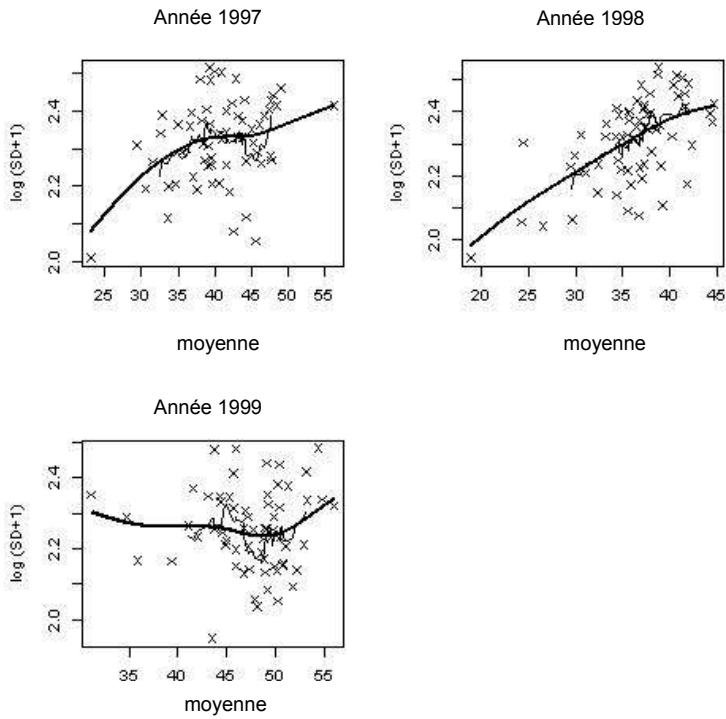 Année 1997
Année 1998
log (SD+1)
2.4
2.2
2.0
25 30 35 40 45 50 55
moyenne
log (SD+1)
2.4
2.2
2.0
20 25 30 35 40 45
moyenne
Année 1999
log (SD+1)
2.4
2.2
2.0
35 40 45 50 55
moyenne